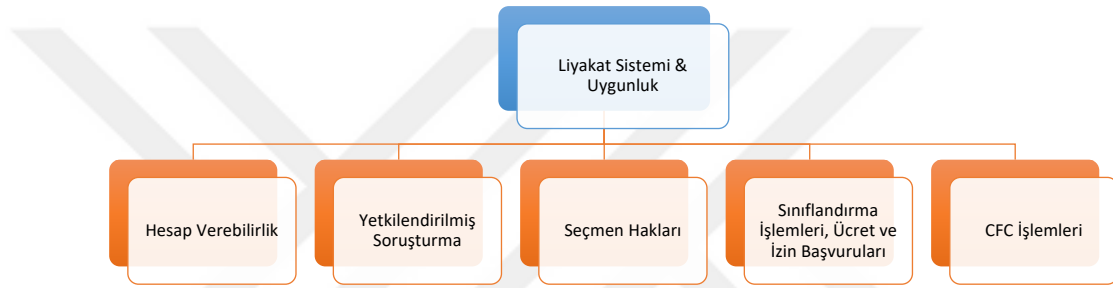 Liyakat Sistemi &
Uygunluk
Hesap Verebilirlik
Yetkilendirilmiş
Soruşturma
Seçmen Hakları
Sınıflandırma
İşlemleri, Ücret ve
İzin Başvuruları
CFC İşlemleri